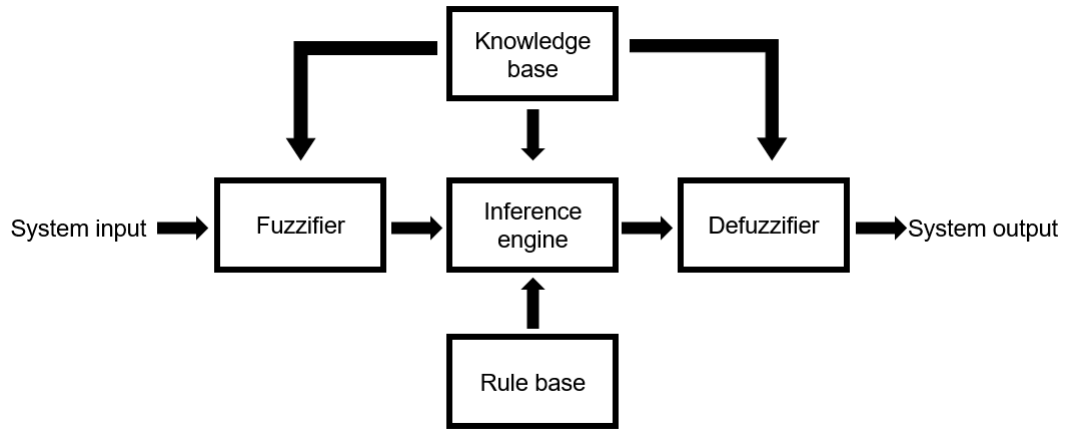 Knowledge
base
System input
Fuzzifier
Inference
engine
Defuzzifier
System output
Rule base